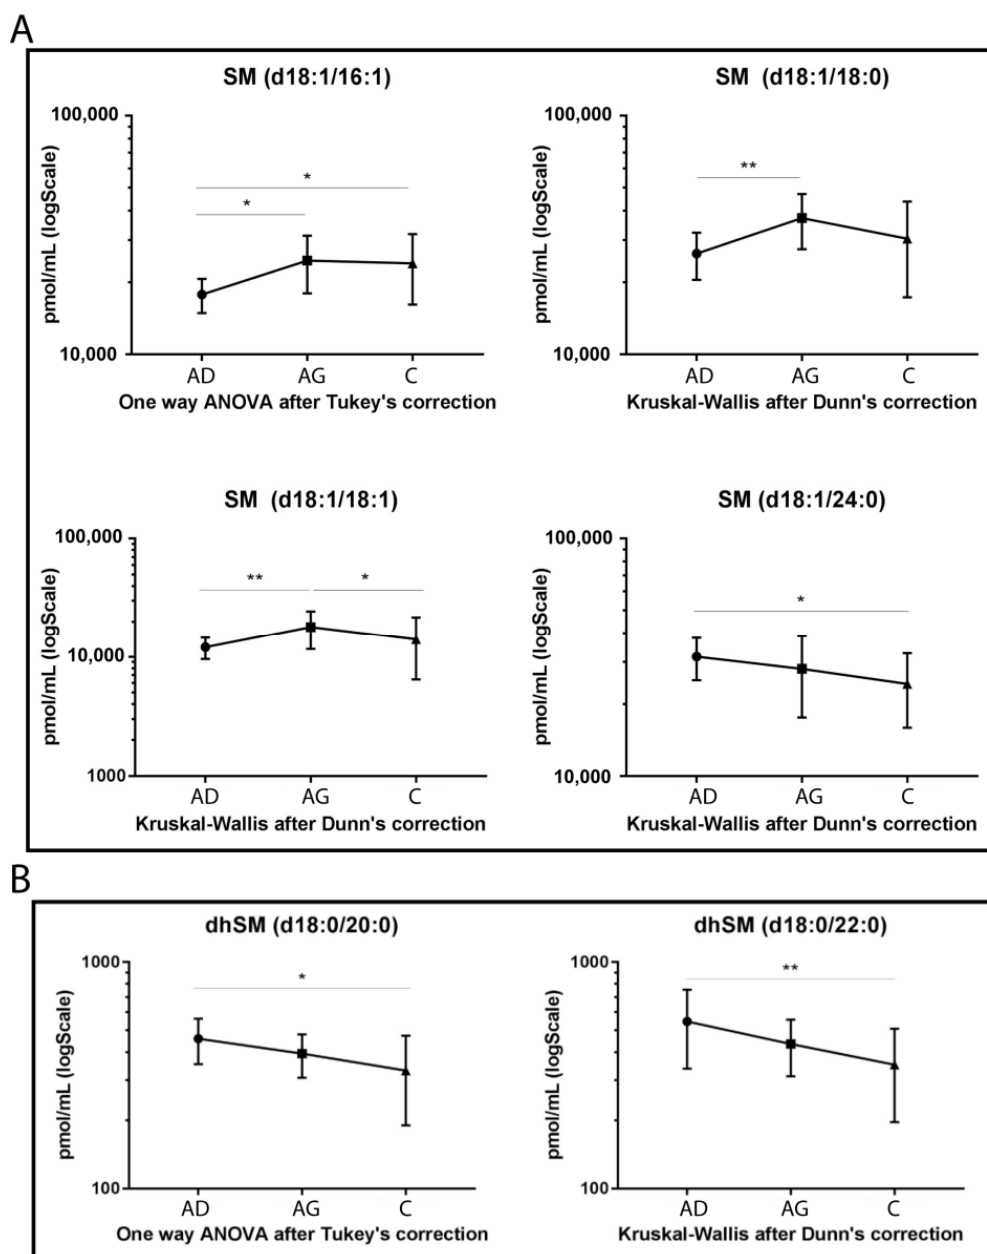 A
SM (d18:1/16:1)
100,000
pmol/mL (logScale)
*
*
10,000
AD AG C
One way ANOVA after Tukey's correction
SM (d18:1/18:0)
100,000
pmol/mL (logScale)
**
10,000
AD AG C
Kruskal-Wallis after Dunn's correction
SM (d18:1/18:1)
100,000
pmol/mL (logScale)
** *
10,000
1000
AD AG C
Kruskal-Wallis after Dunn's correction
SM (d18:1/24:0)
100,000
pmol/mL (logScale)
*
10,000
AD AG C
Kruskal-Wallis after Dunn's correction
B
dhSM (d18:0/20:0)
1000
pmol/mL (logScale)
*
100
AD AG C
One way ANOVA after Tukey's correction
dhSM (d18:0/22:0)
1000
pmol/mL (logScale)
**
100
AD AG C
Kruskal-Wallis after Dunn's correction